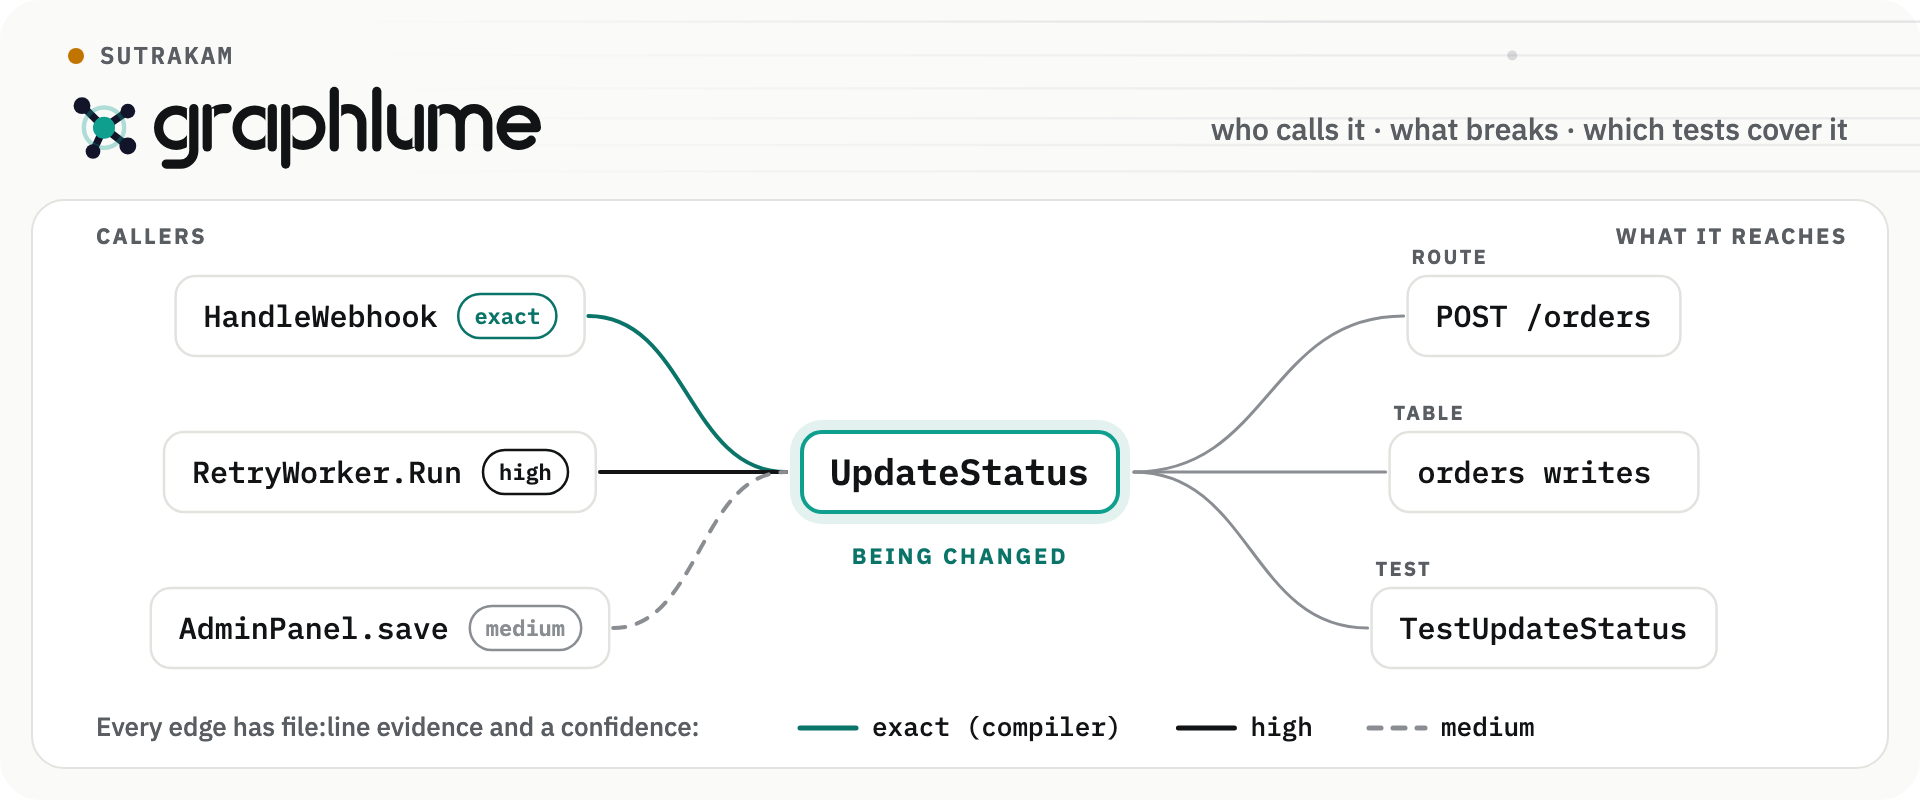 SUTRAKAM
graphlume
who calls it · what breaks · which tests cover it
CALLERS
WHAT IT REACHES
HandleWebhook exact
ROUTE
POST /orders
RetryWorker.Run high
UpdateStatus
BEING CHANGED
TABLE
orders writes
AdminPanel.save medium
TEST
TestUpdateStatus
Every edge has file:line evidence and a confidence:
exact (compiler)
high
medium